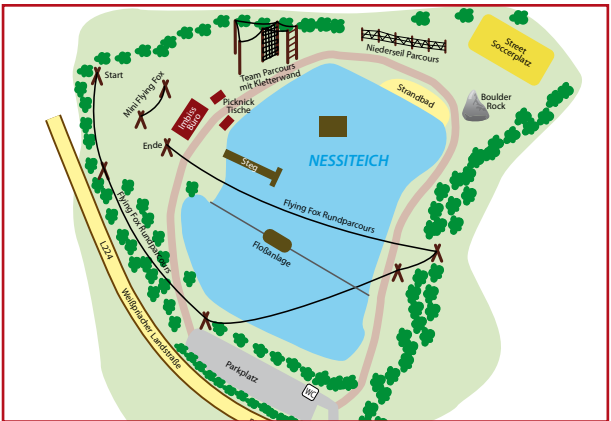 Start
Mini Flying Fox
Team Parcours
mit Kletterwand
Niederseil Parcours
Street
Soccerplatz
Strandbad
Boulder
Rock
Picknick
Tische
Imbiss
Büro
Ende
Steg
NESSITEICH
Flying Fox Rundparcours
Flying Fox Rundparcours
Floßanlage
L224
Weißpriacher Landstraße
Parkplatz
WC